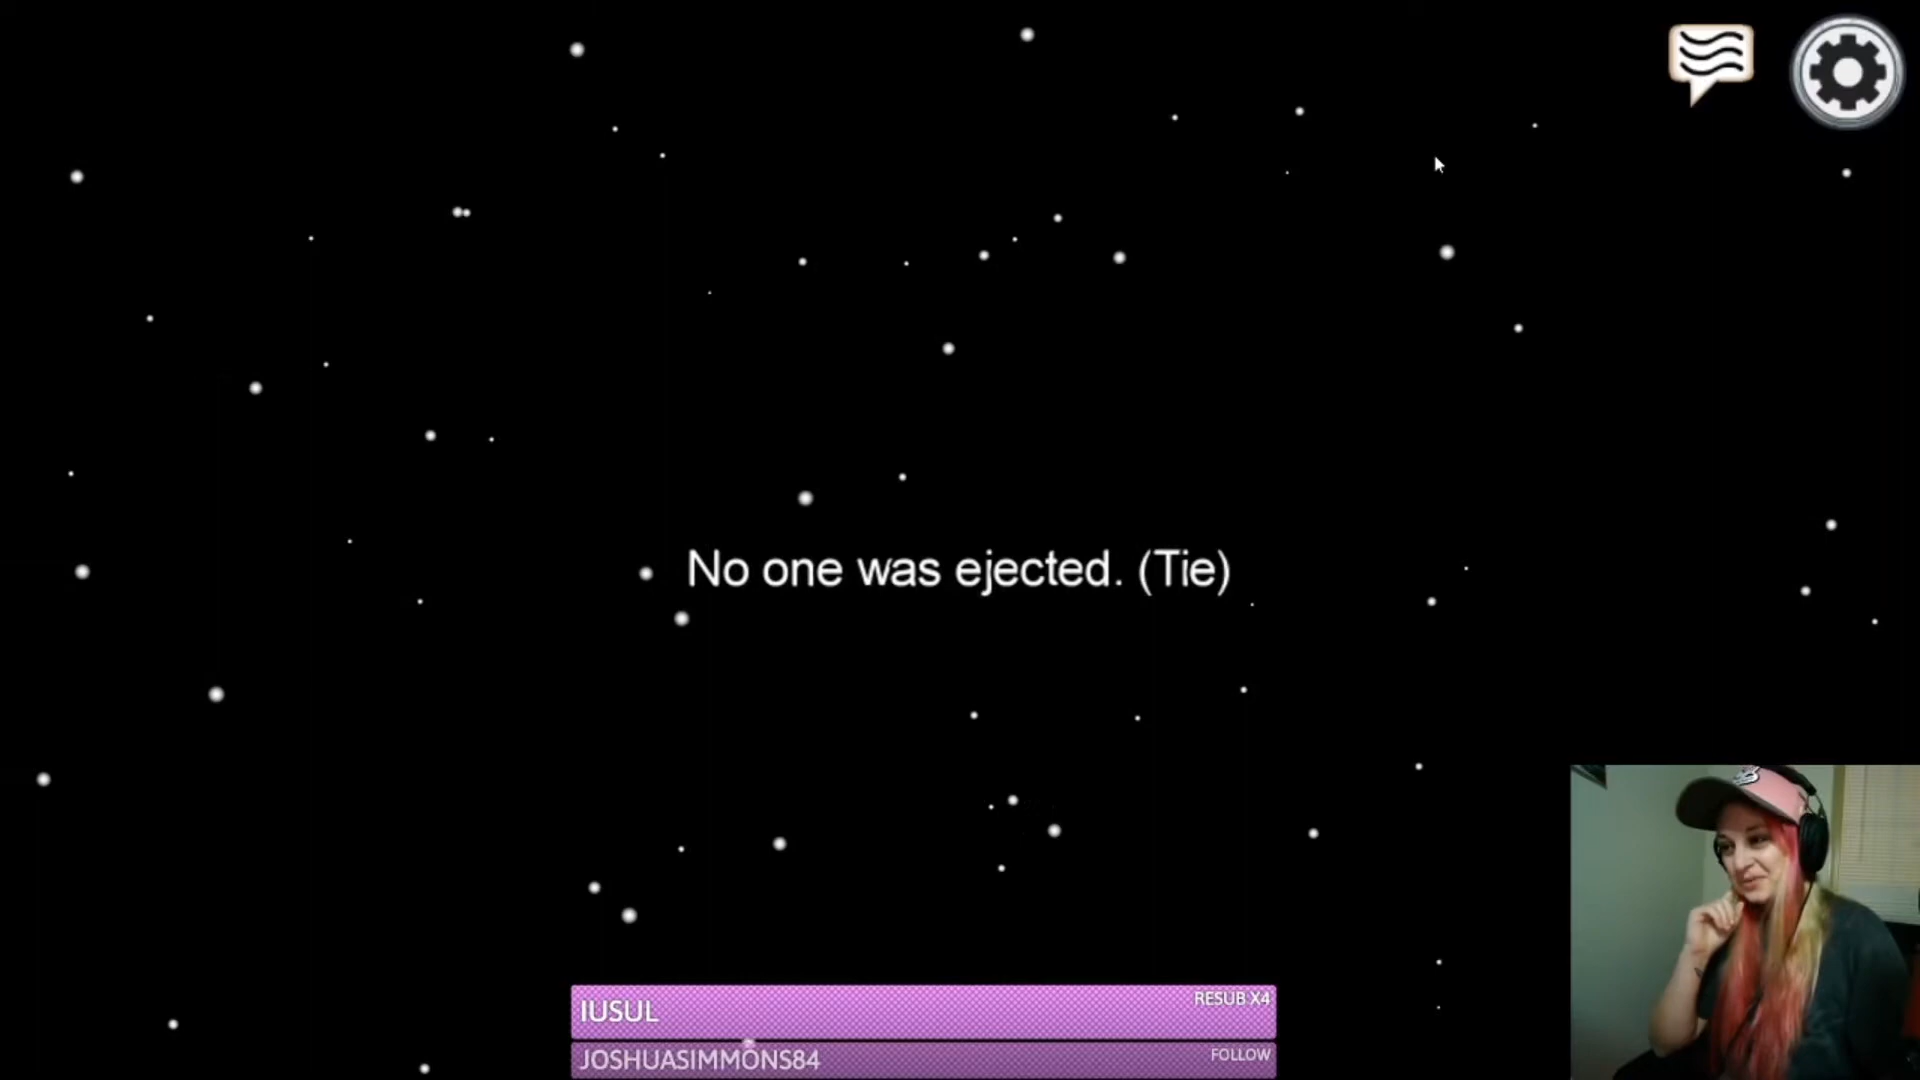 No one was ejected. (Tie)
IUSUL RESUB X4
JOSHUASIMMONS84 FOLLOW